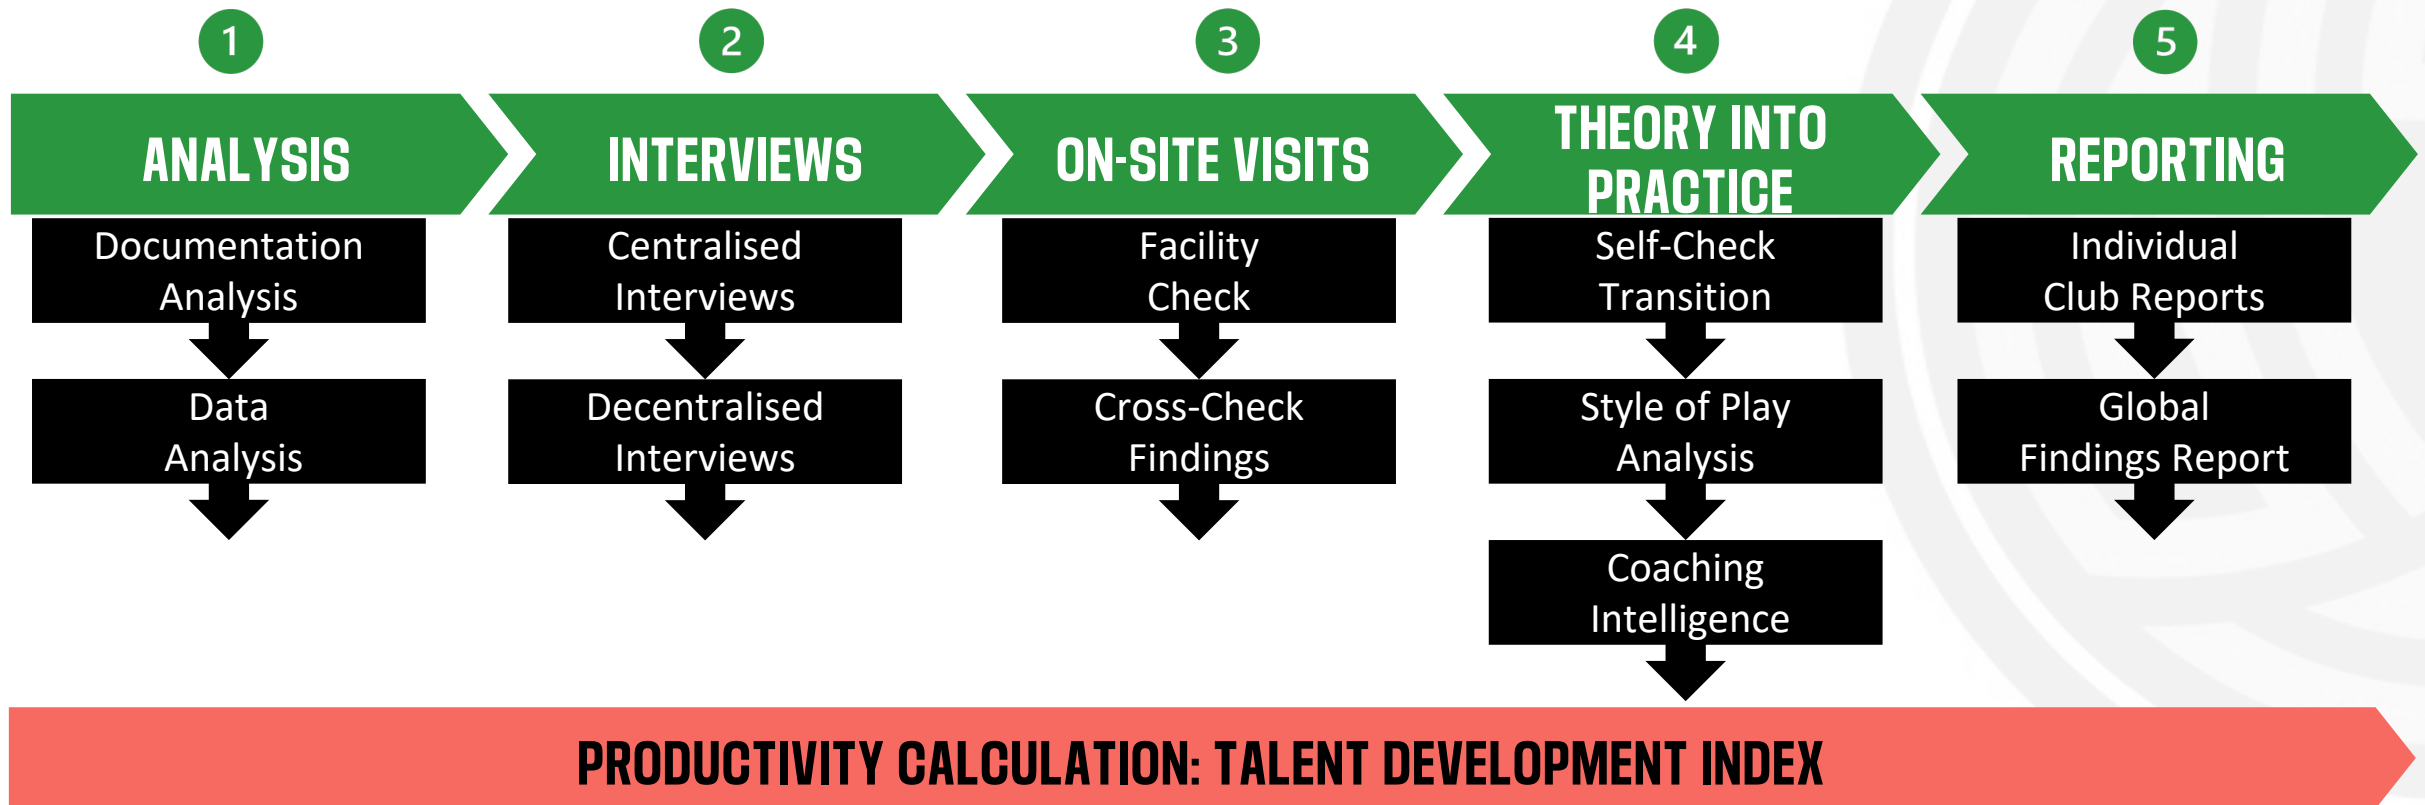 1
2
3
4
5
ANALYSIS
INTERVIEWS
ON-SITE VISITS
THEORY INTO
PRACTICE
REPORTING
Documentation
Analysis
Data
Analysis
Centralised
Interviews
Decentralised
Interviews
Facility
Check
Cross-Check
Findings
Self-Check
Transition
Style of Play
Analysis
Coaching
Intelligence
Individual
Club Reports
Global
Findings Report
PRODUCTIVITY CALCULATION: TALENT DEVELOPMENT INDEX